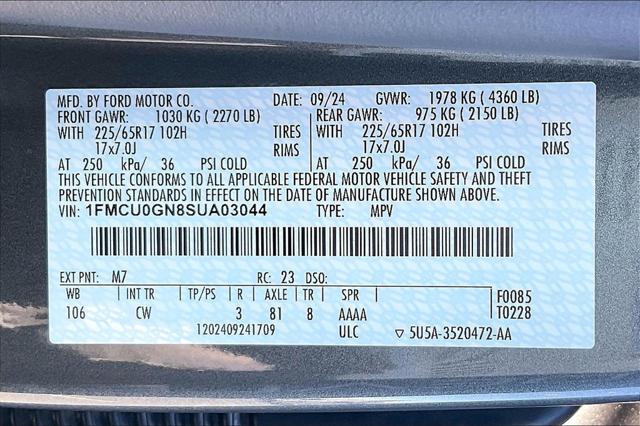 MFD. BY FORD MOTOR CO. DATE: 09/24 GVWR: 1978 KG ( 4360 LB)
FRONT GAWR: 1030 KG ( 2270 LB) REAR GAWR: 975 KG ( 2150 LB)
WITH 225/65R17 102H TIRES WITH 225/65R17 102H TIRES
17x7.0J RIMS 17x7.0J RIMS
AT 250 kPa/ 36 PSI COLD AT 250 kPa/ 36 PSI COLD
THIS VEHICLE CONFORMS TO ALL APPLICABLE FEDERAL MOTOR VEHICLE SAFETY AND THEFT
PREVENTION STANDARDS IN EFFECT ON THE DATE OF MANUFACTURE SHOWN ABOVE.
VIN: 1FMCU0GN8SUA03044 TYPE: MPV
EXT PNT: M7 RC: 23 DSO:
WB INT TR TP/PS R AXLE TR SPR F0085
106 CW 3 81 8 AAAA T0228
1202409241709 ULC ▽ 5U5A-3520472-AA